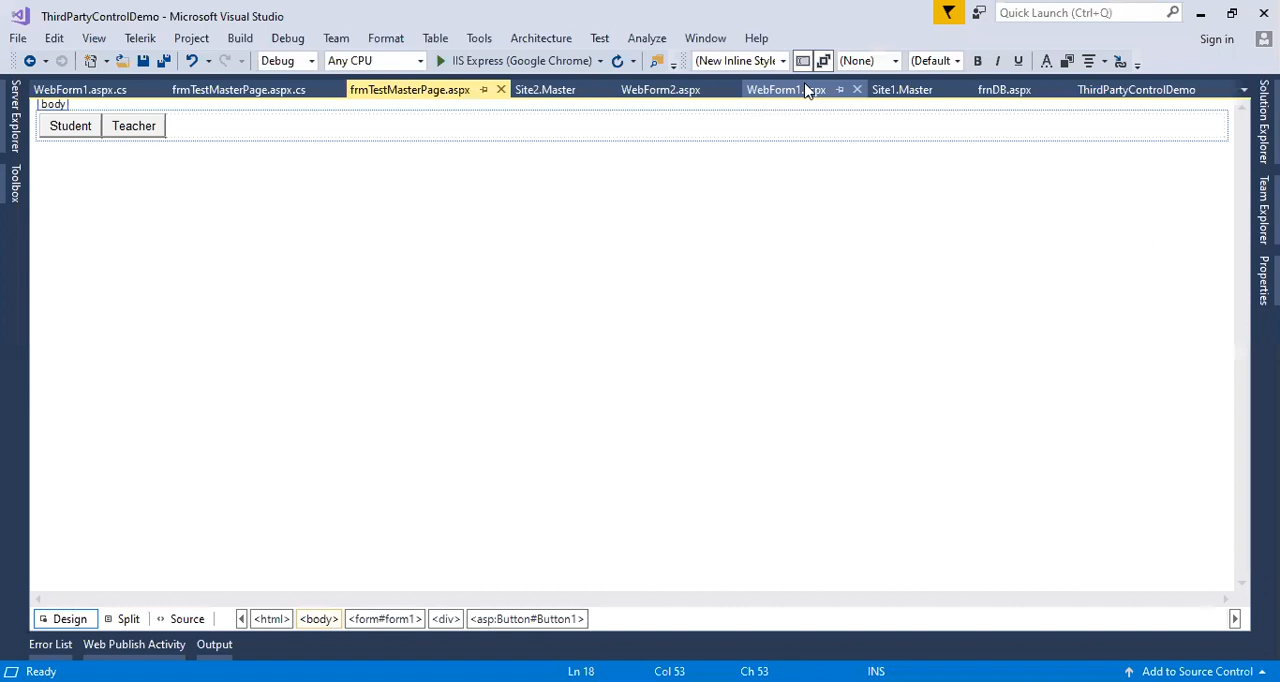 ThirdPartyControlDemo - Microsoft Visual Studio
Quick Launch (Ctrl+Q)
File Edit View Telerik Project Build Debug Team Format Table Tools Architecture Test Analyze Window Help
Sign in
Debug Any CPU IIS Express (Google Chrome) (New Inline Style (None) (Default B I U A
WebForm1.aspx.cs frmTestMasterPage.aspx.cs frmTestMasterPage.aspx Site2.Master WebForm2.aspx WebForm1.aspx Site1.Master frnDB.aspx ThirdPartyControlDemo
body
Student Teacher
Server Explorer
Toolbox
Solution Explorer
Team Explorer
Properties
Design Split Source <html> <body> <form#form1> <div> <asp:Button#Button1>
Error List Web Publish Activity Output
Ready Ln 18 Col 53 Ch 53 INS Add to Source Control